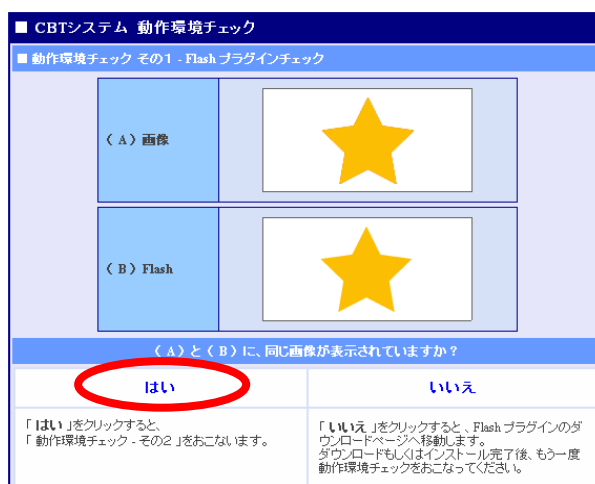 ■ CBTシステム 動作環境チェック
■ 動作環境チェック その1 - Flash プラグインチェック
( A ) 画像
( B ) Flash
( A ) と ( B ) に、同じ画像が表示されていますか？
はい
いいえ
「 はい 」をクリックすると、
「 動作環境チェック - その2 」をおこないます。
「 いいえ 」をクリックすると 、Flash プラグインのダ
ウンロードページへ移動します。
ダウンロードもしくはインストール完了後、もう一度
動作環境チェックをおこなってください。